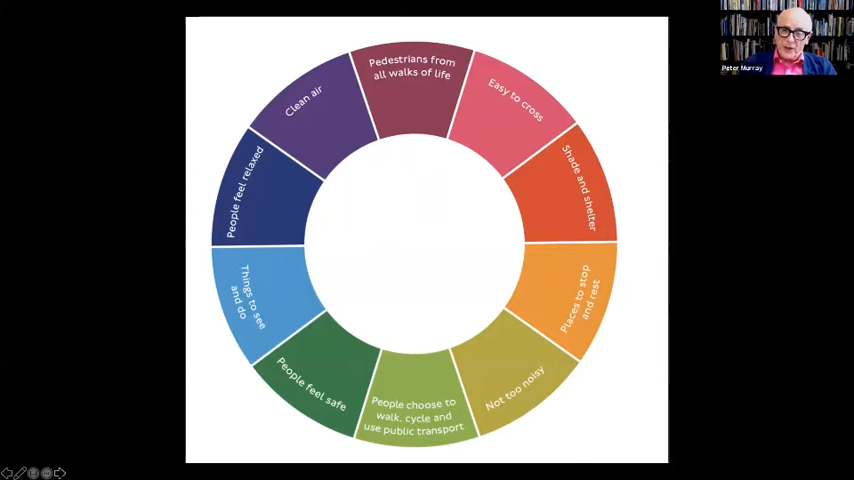 Pedestrians from
all walks of life
Easy to cross
Shade and shelter
Places to stop
and rest
Not too noisy
People choose to
walk, cycle and
use public transport
People feel safe
Things to see
and do
People feel relaxed
Clean air
Peter Murray